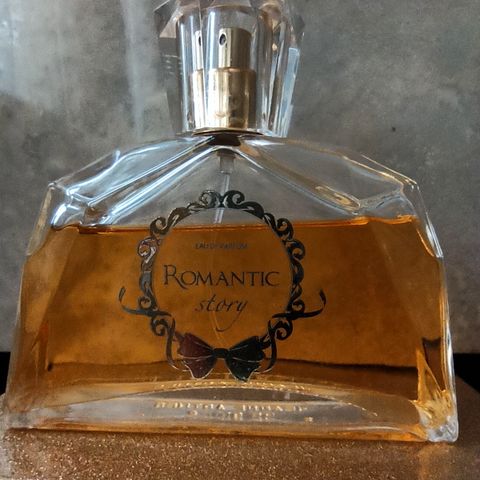 EAU DE PARFUM
ROMANTIC
story